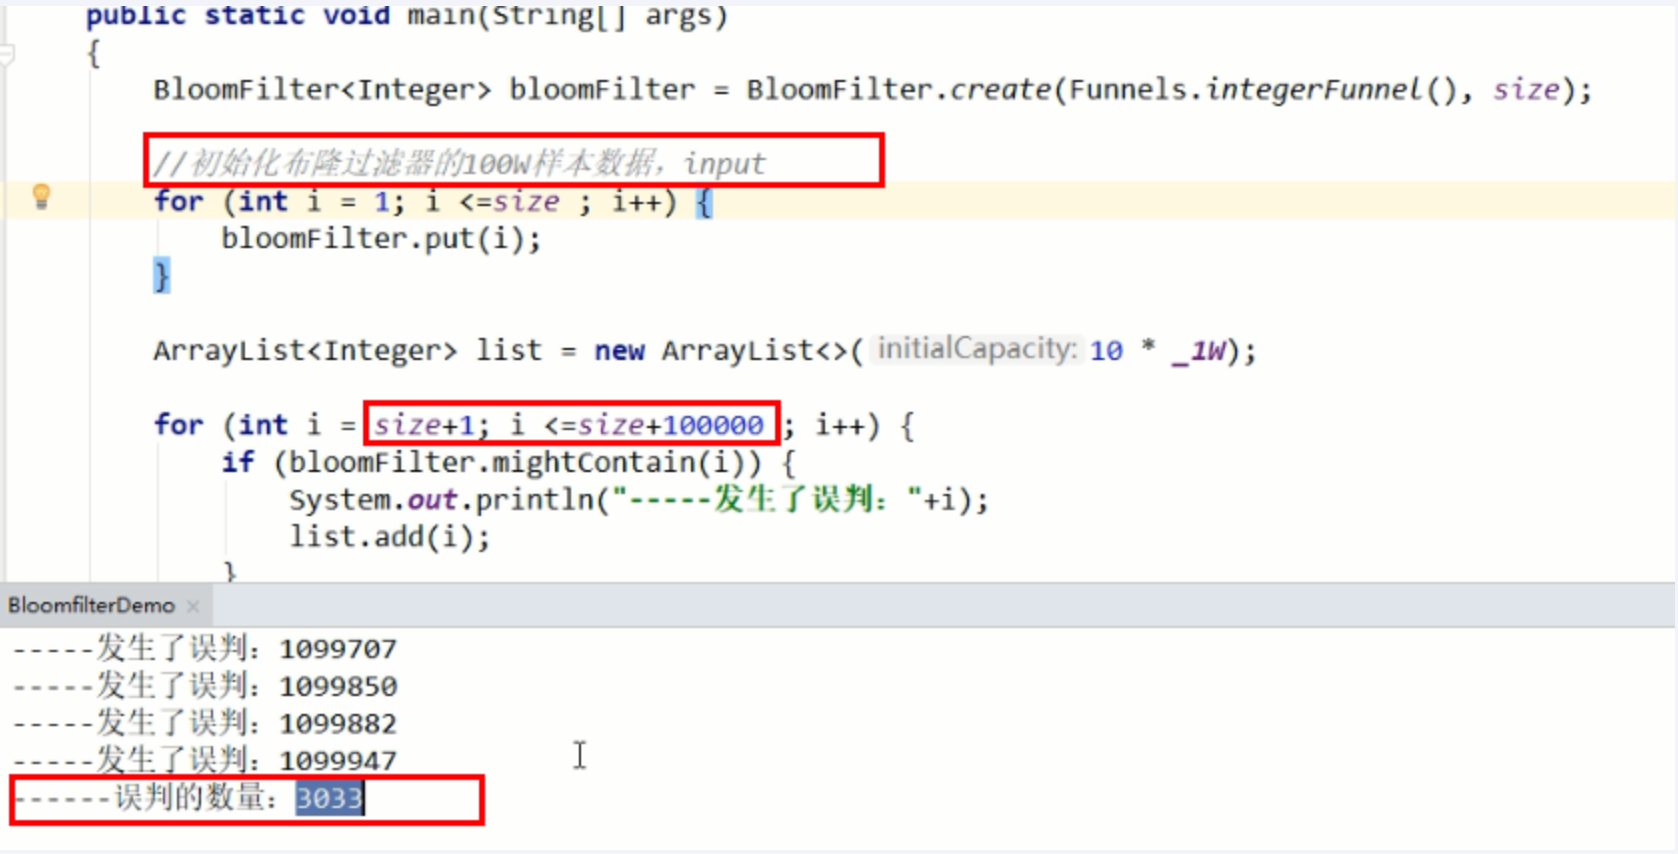 public static void main(String[] args)
{
BloomFilter<Integer> bloomFilter = BloomFilter.create(Funnels.integerFunnel(), size);
//初始化布隆过滤器的100W样本数据，input
for (int i = 1; i <=size ; i++) {
bloomFilter.put(i);
}
ArrayList<Integer> list = new ArrayList<>( initialCapacity: 10 * _1W);
for (int i = size+1; i <=size+100000 ; i++) {
if (bloomFilter.mightContain(i)) {
System.out.println("-----发生了误判："+i);
list.add(i);
}
BloomfilterDemo ×
-----发生了误判：1099707
-----发生了误判：1099850
-----发生了误判：1099882
-----发生了误判：1099947
------误判的数量：3033